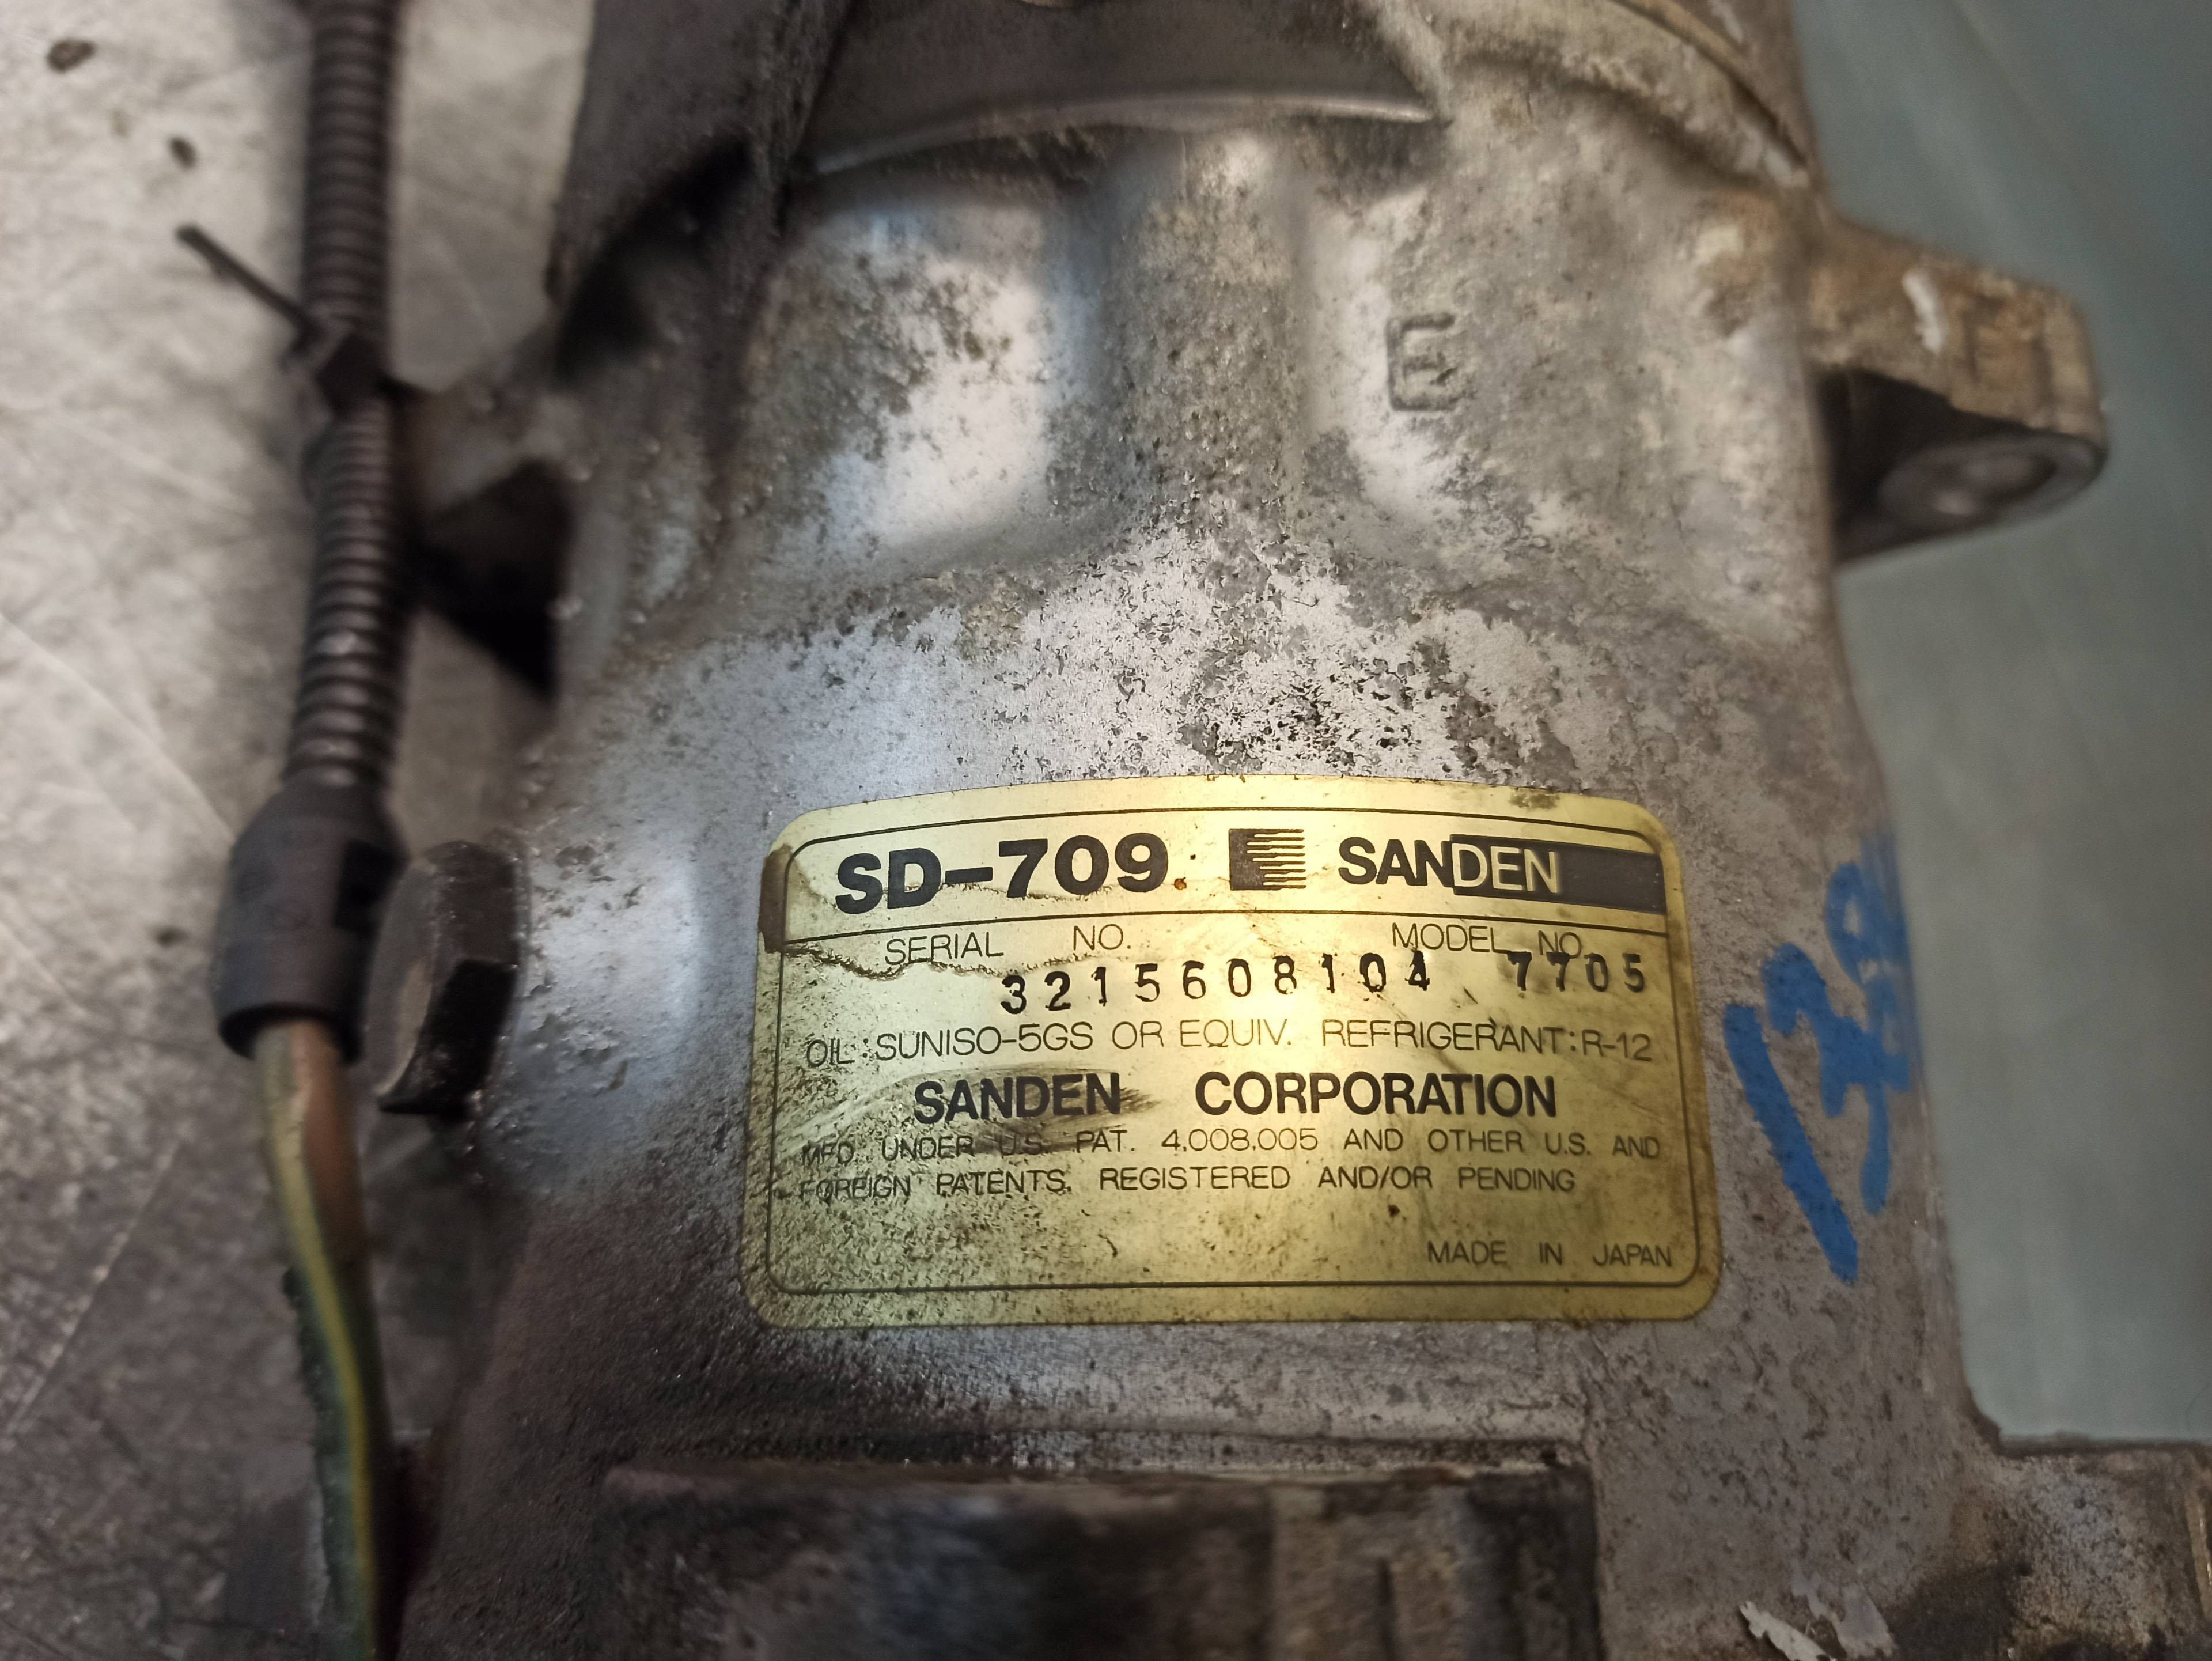 E
SD-709 SANDEN
SERIAL NO. MODEL NO.
3215608104 7705
OIL:SUNISO-5GS OR EQUIV. REFRIGERANT:R-12
SANDEN CORPORATION
MFD. UNDER U.S. PAT. 4,008,005 AND OTHER U.S. AND
FOREIGN PATENTS, REGISTERED AND/OR PENDING
MADE IN JAPAN